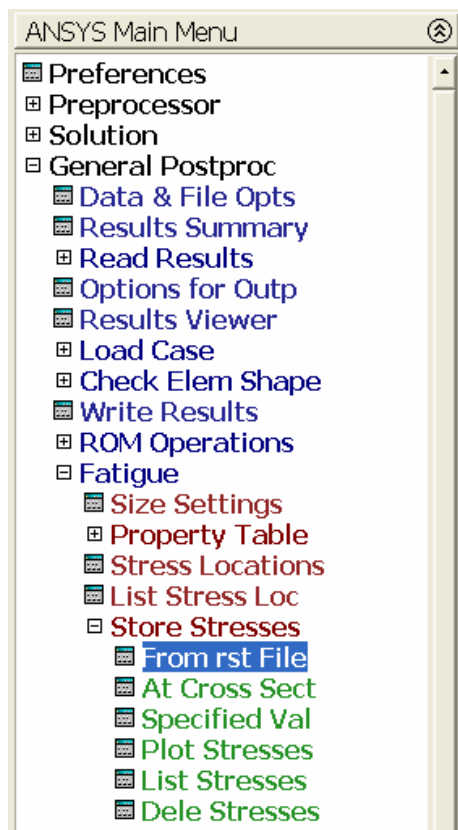 ANSYS Main Menu
Preferences
Preprocessor
Solution
General Postproc
Data & File Opts
Results Summary
Read Results
Options for Outp
Results Viewer
Load Case
Check Elem Shape
Write Results
ROM Operations
Fatigue
Size Settings
Property Table
Stress Locations
List Stress Loc
Store Stresses
From rst File
At Cross Sect
Specified Val
Plot Stresses
List Stresses
Dele Stresses